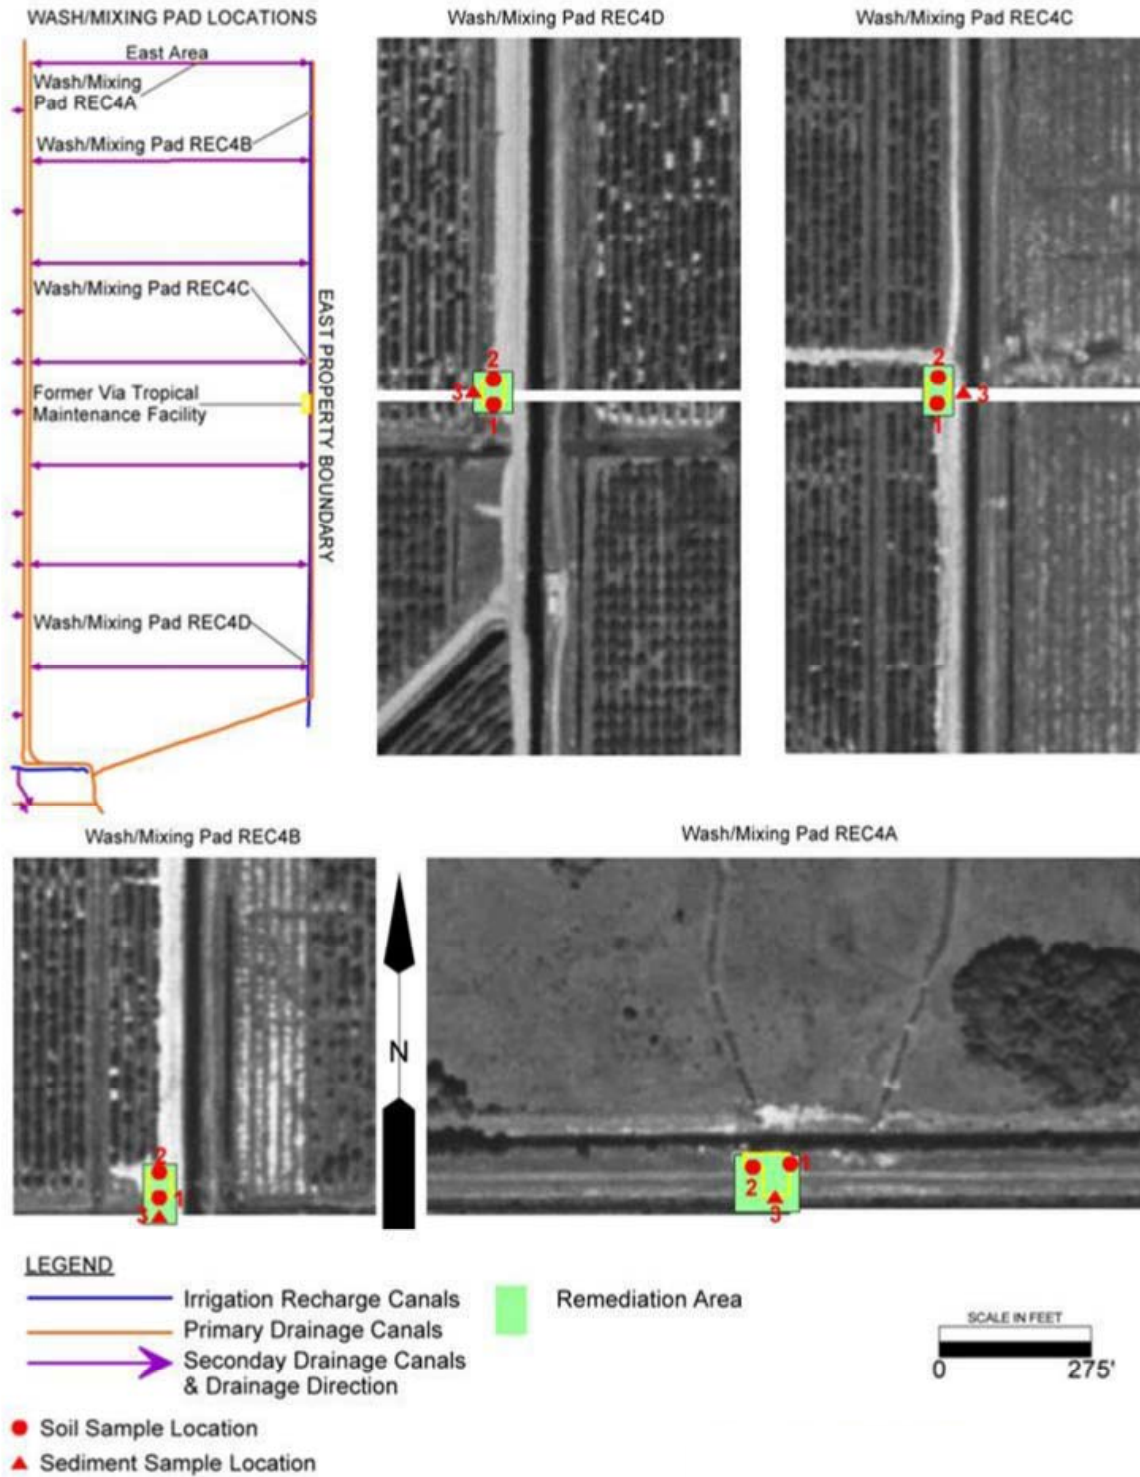 WASH/MIXING PAD LOCATIONS
East Area
Wash/Mixing
Pad REC4A
Wash/Mixing Pad REC4B
Wash/Mixing Pad REC4C
Former Via Tropical
Maintenance Facility
EAST PROPERTY BOUNDARY
Wash/Mixing Pad REC4D
Wash/Mixing Pad REC4D
2
3
1
Wash/Mixing Pad REC4C
2
3
1
Wash/Mixing Pad REC4B
2
1
3
N
Wash/Mixing Pad REC4A
1
2
3
LEGEND
Irrigation Recharge Canals
Primary Drainage Canals
Seconday Drainage Canals
& Drainage Direction
Soil Sample Location
Sediment Sample Location
Remediation Area
SCALE IN FEET
0 275'